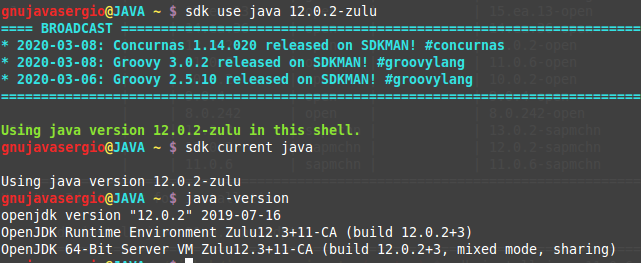 gnujavasergio@JAVA ~ $ sdk use java 12.0.2-zulu
==== BROADCAST =================================================================
* 2020-03-08: Concurnas 1.14.020 released on SDKMAN! #concurnas
* 2020-03-08: Groovy 3.0.2 released on SDKMAN! #groovylang
* 2020-03-06: Groovy 2.5.10 released on SDKMAN! #groovylang
================================================================================
Using java version 12.0.2-zulu in this shell.
gnujavasergio@JAVA ~ $ sdk current java
Using java version 12.0.2-zulu
gnujavasergio@JAVA ~ $ java -version
openjdk version "12.0.2" 2019-07-16
OpenJDK Runtime Environment Zulu12.3+11-CA (build 12.0.2+3)
OpenJDK 64-Bit Server VM Zulu12.3+11-CA (build 12.0.2+3, mixed mode, sharing)